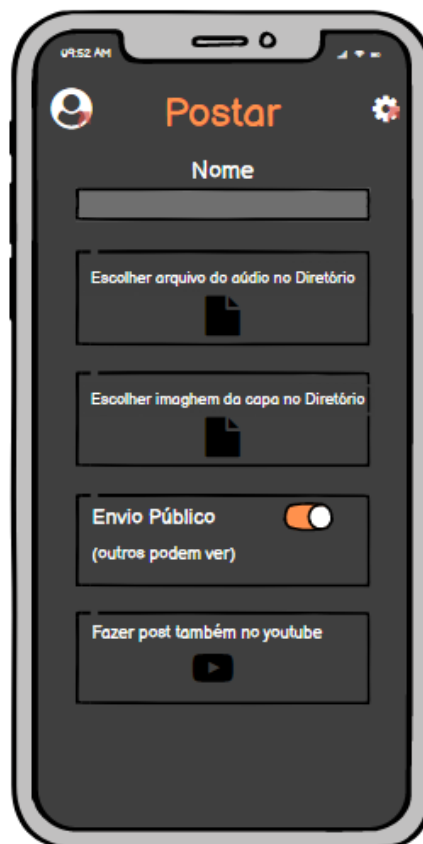 09:52 AM
Postar
Nome
Escolher arquivo do aúdio no Diretório
Escolher imaghem da capa no Diretório
Envio Público
(outros podem ver)
Fazer post também no youtube